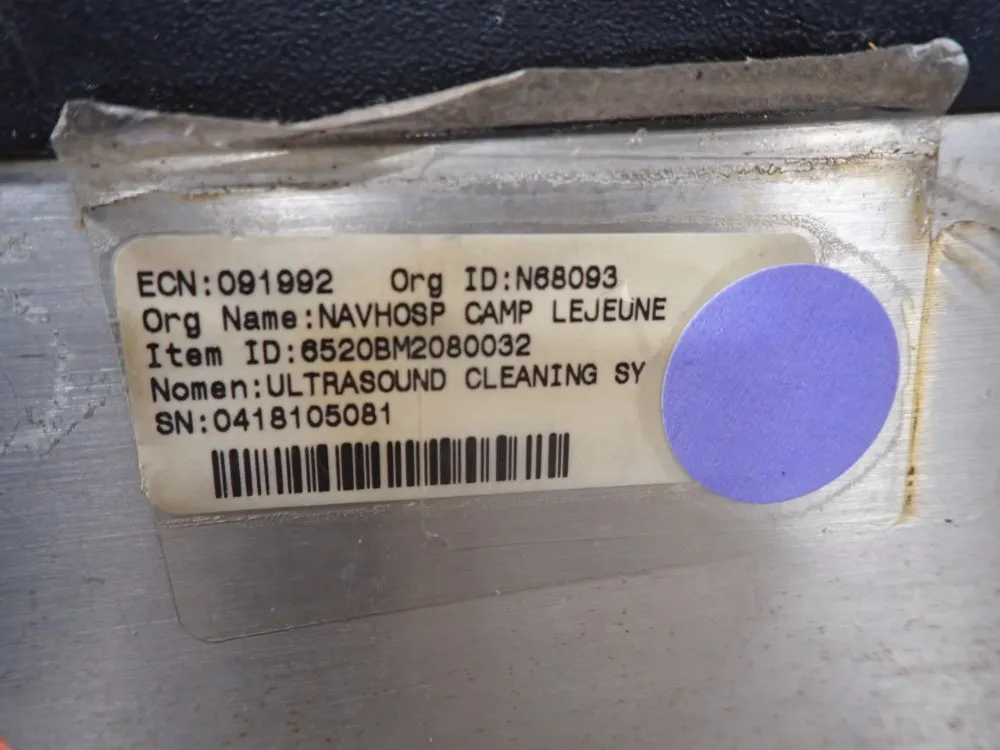 ECN:091992 Org ID:N68093
Org Name:NAVHOSP CAMP LEJEUNE
Item ID:6520BM2080032
Nomen:ULTRASOUND CLEANING SY
SN:0418105081